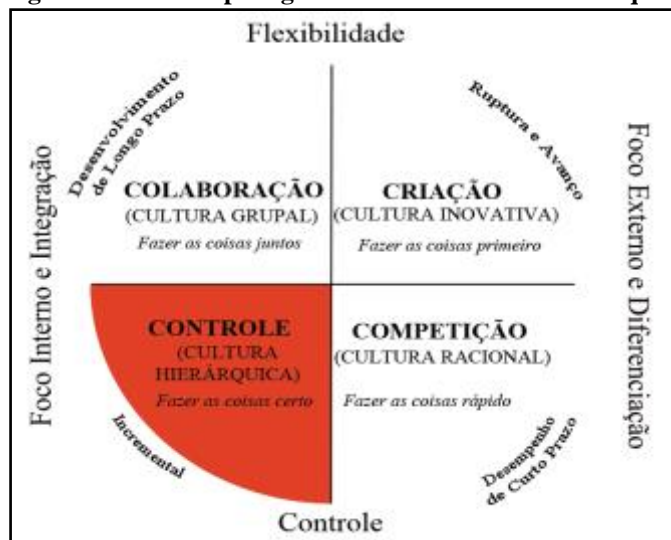 Flexibilidade
Desenvolvimento
de Longo Prazo
Ruptura e Avanço
Foco Interno e Integração
Foco Externo e Diferenciação
COLABORAÇÃO
(CULTURA GRUPAL)
Fazer as coisas juntos
CRIAÇÃO
(CULTURA INOVATIVA)
Fazer as coisas primeiro
CONTROLE
(CULTURA
HIERÁRQUICA)
Fazer as coisas certo
COMPETIÇÃO
(CULTURA RACIONAL)
Fazer as coisas rápido
Incremental
Desempenho
de Curto Prazo
Controle